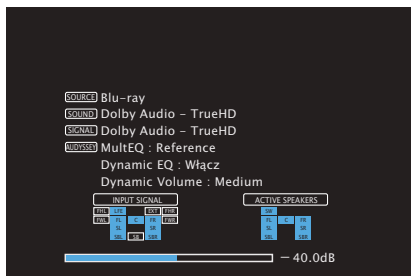 SOURCE Blu-ray
SOUND Dolby Audio - TrueHD
SIGNAL Dolby Audio - TrueHD
AUDYSSEY MultEQ : Reference
Dynamic EQ : Włącz
Dynamic Volume : Medium
INPUT SIGNAL ACTIVE SPEAKERS
FHL LFE EXT FHR SW
FWL FL C FR FWR FL C FR
SL SR SL SR
SBL SB SBR SBL SBR
-40.0dB